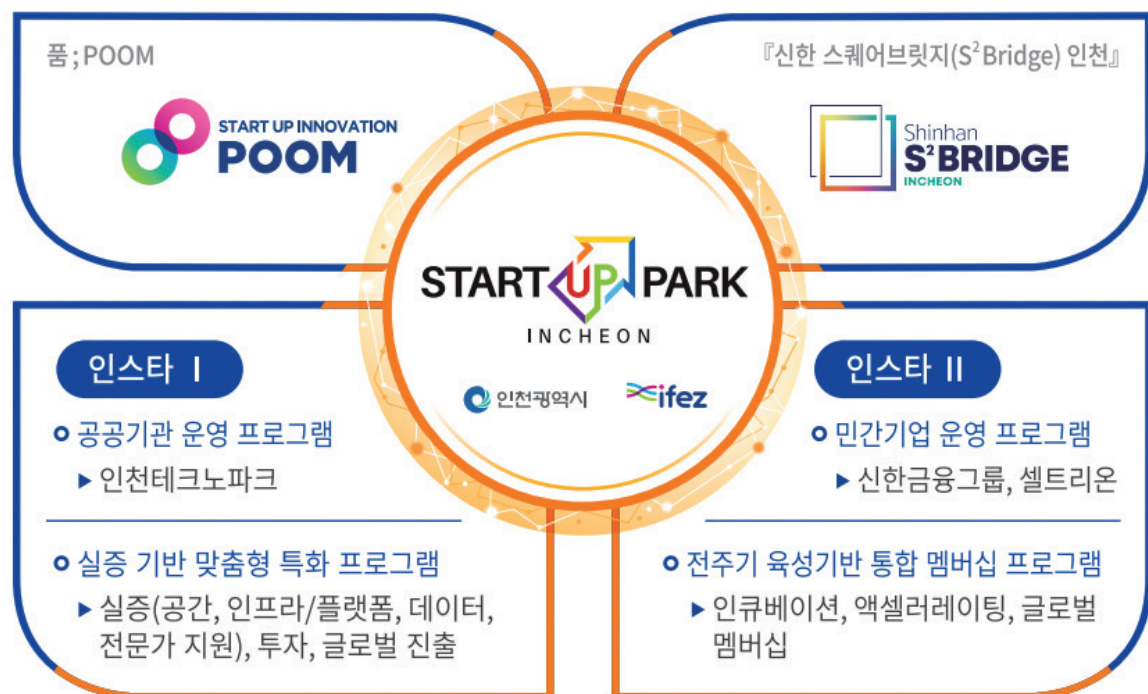 품;POOM
START UP INNOVATION
POOM
『신한 스퀘어브릿지(S²Bridge) 인천』
Shinhan
S² BRIDGE
INCHEON
START UP PARK
INCHEON
인천광역시
ifez
인스타 Ⅰ
공공기관 운영 프로그램
▶ 인천테크노파크
실증 기반 맞춤형 특화 프로그램
▶ 실증(공간, 인프라/플랫폼, 데이터,
전문가 지원), 투자, 글로벌 진출
인스타 Ⅱ
민간기업 운영 프로그램
▶ 신한금융그룹, 셀트리온
전주기 육성기반 통합 멤버십 프로그램
▶ 인큐베이션, 액셀러레이팅, 글로벌
멤버십